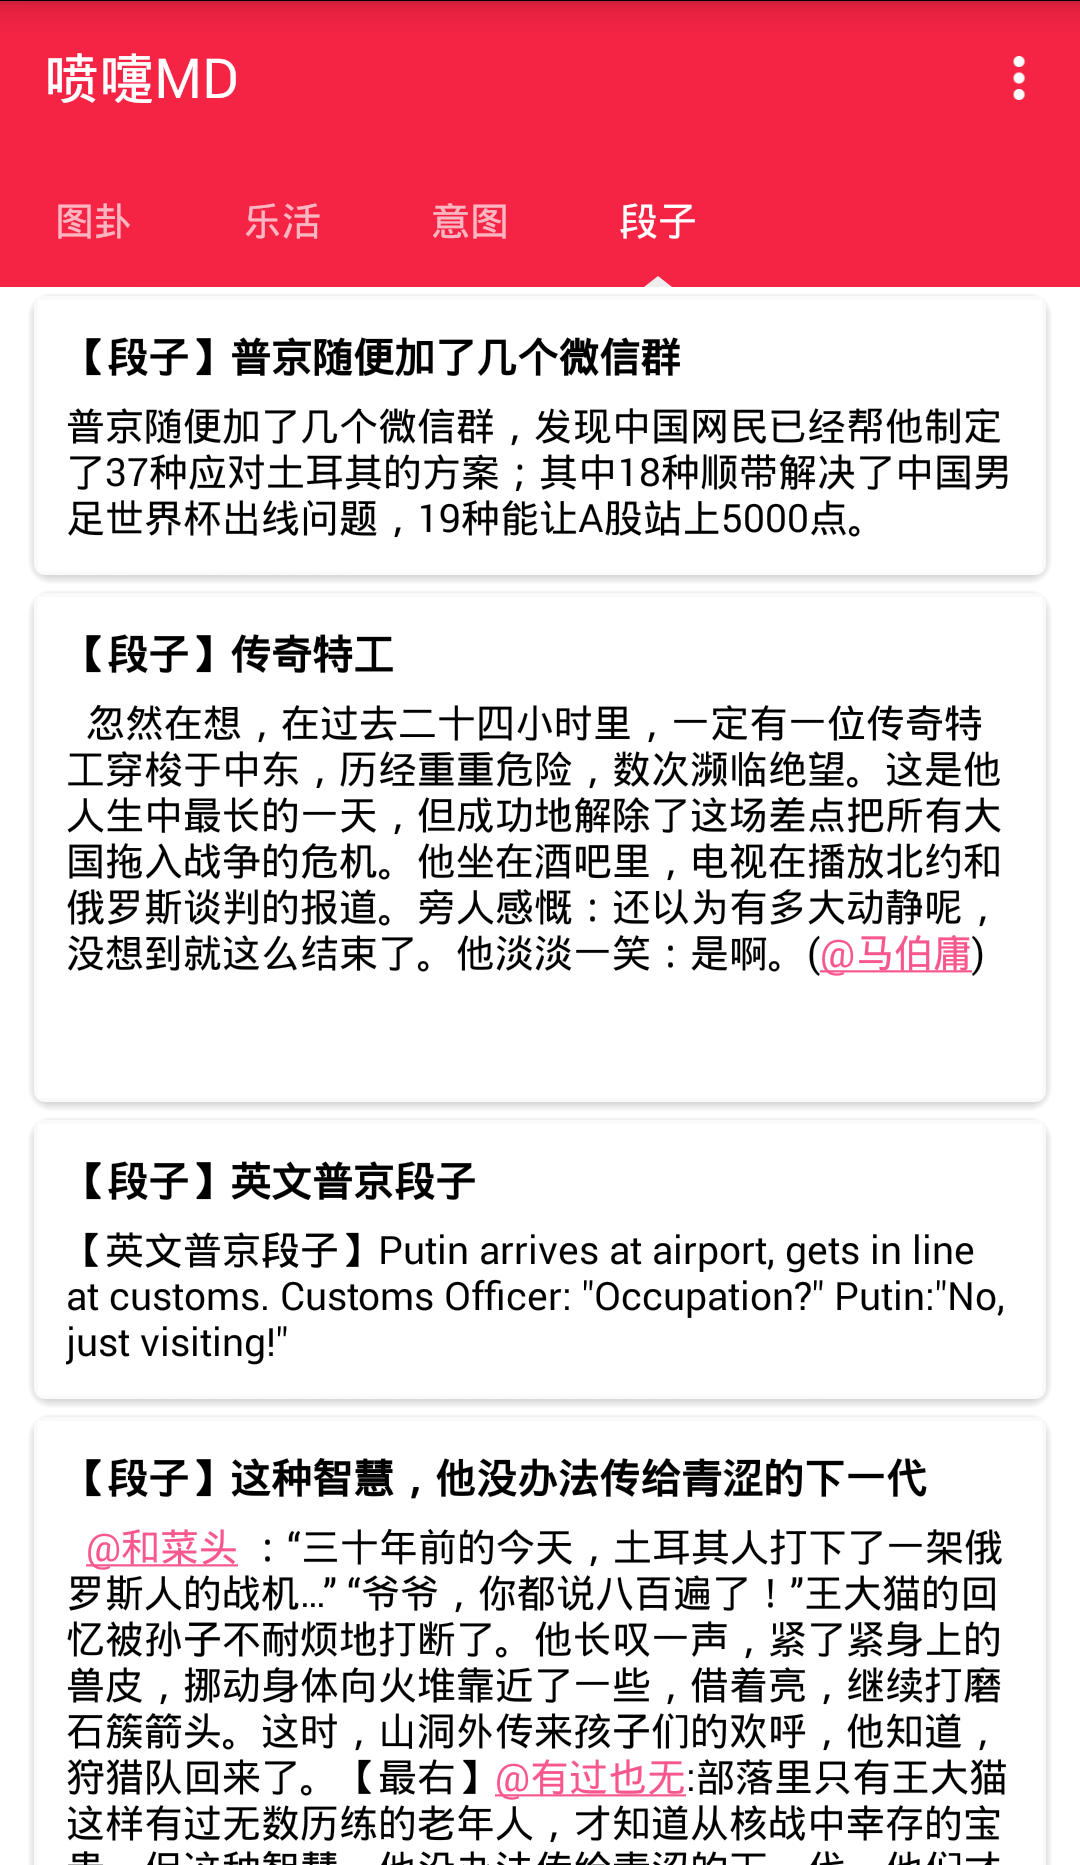 喷嚏MD
图卦 乐活 意图 段子
【段子】普京随便加了几个微信群
普京随便加了几个微信群，发现中国网民已经帮他制定
了37种应对土耳其的方案；其中18种顺带解决了中国男
足世界杯出线问题，19种能让A股站上5000点。
【段子】传奇特工
忽然在想，在过去二十四小时里，一定有一位传奇特
工穿梭于中东，历经重重危险，数次濒临绝望。这是他
人生中最长的一天，但成功地解除了这场差点把所有大
国拖入战争的危机。他坐在酒吧里，电视在播放北约和
俄罗斯谈判的报道。旁人感慨：还以为有多大动静呢，
没想到就这么结束了。他淡淡一笑：是啊。(@马伯庸)
【段子】英文普京段子
【英文普京段子】Putin arrives at airport, gets in line
at customs. Customs Officer: "Occupation?" Putin:"No,
just visiting!"
【段子】这种智慧，他没办法传给青涩的下一代
@和菜头 ：“三十年前的今天，土耳其人打下了一架俄
罗斯人的战机...” “爷爷，你都说八百遍了！”王大猫的回
忆被孙子不耐烦地打断了。他长叹一声，紧了紧身上的
兽皮，挪动身体向火堆靠近了一些，借着亮，继续打磨
石簇箭头。这时，山洞外传来孩子们的欢呼，他知道，
狩猎队回来了。【最右】@有过也无:部落里只有王大猫
这样有过无数历练的老年人，才知道从核战中幸存的宝
贵。但这种智慧，他没办法传给青涩的下一代，他们才